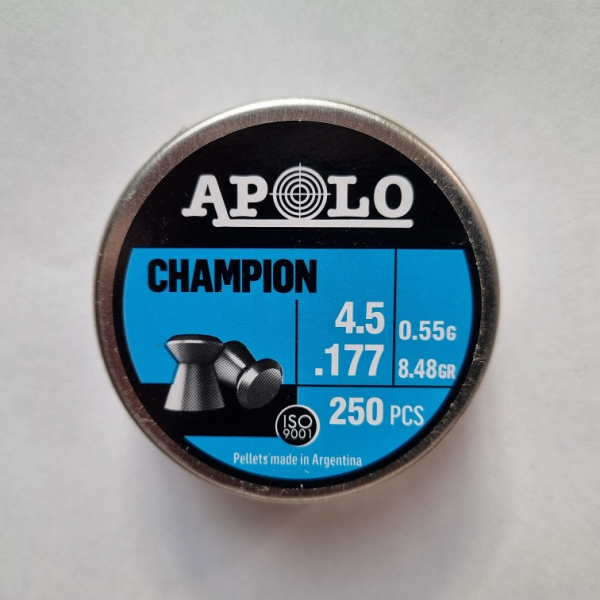 APOLO
CHAMPION
4.5
.177
0.55G
8.48GR
250 PCS
ISO
9001
Pellets made in Argentina